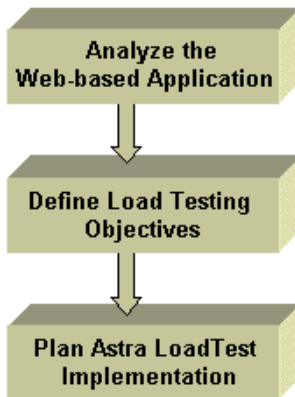 Analyze the
Web-based Application
Define Load Testing
Objectives
Plan Astra LoadTest
Implementation